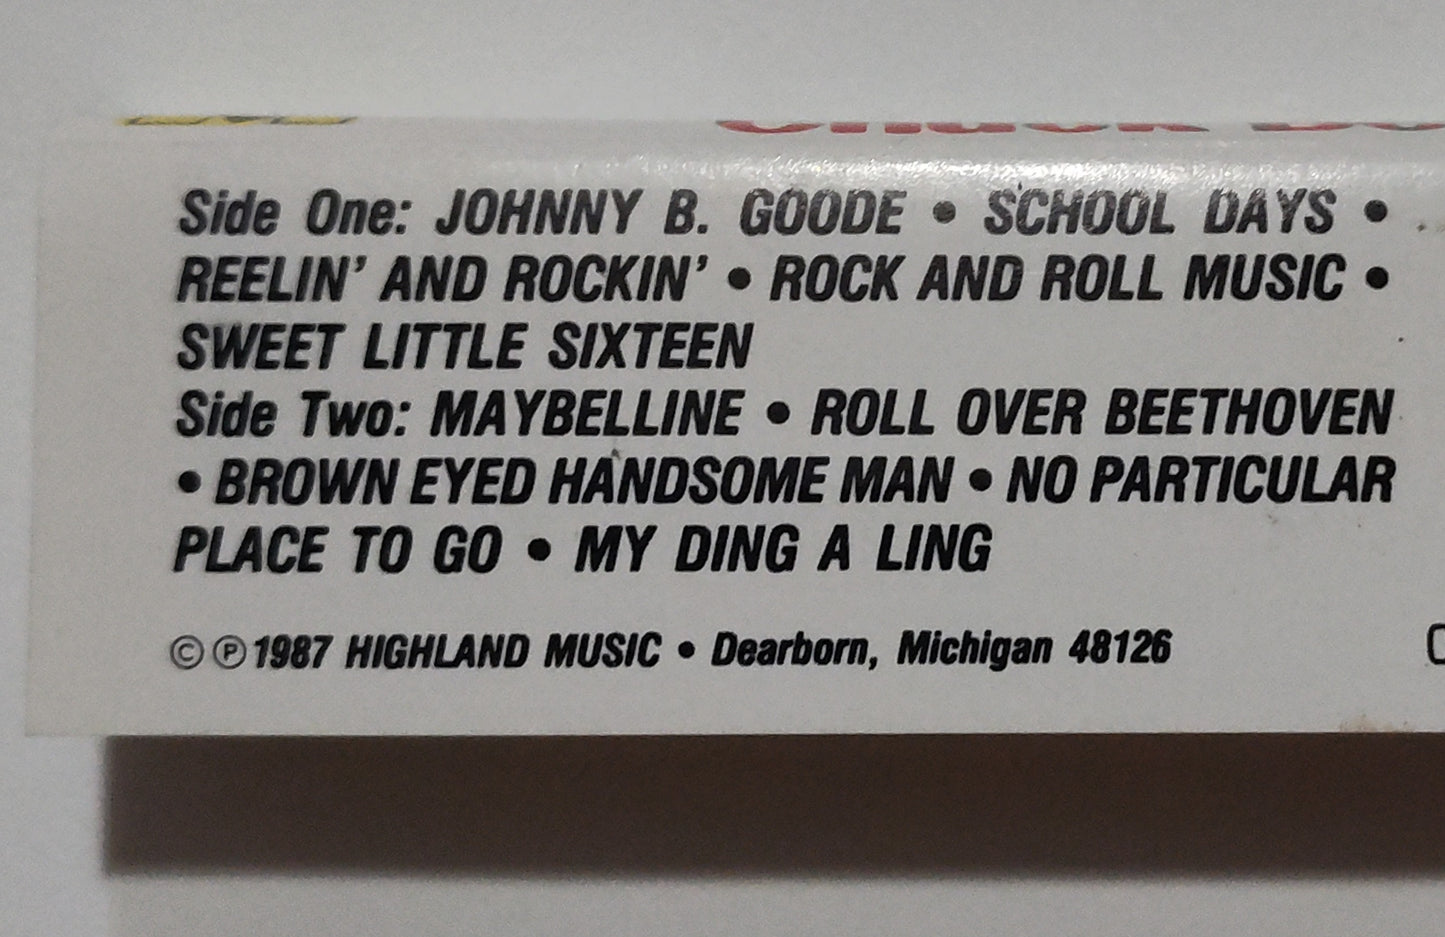 Side One: JOHNNY B. GOODE • SCHOOL DAYS •
REELIN' AND ROCKIN' • ROCK AND ROLL MUSIC •
SWEET LITTLE SIXTEEN
Side Two: MAYBELLINE • ROLL OVER BEETHOVEN
• BROWN EYED HANDSOME MAN • NO PARTICULAR
PLACE TO GO • MY DING A LING
©℗1987 HIGHLAND MUSIC • Dearborn, Michigan 48126